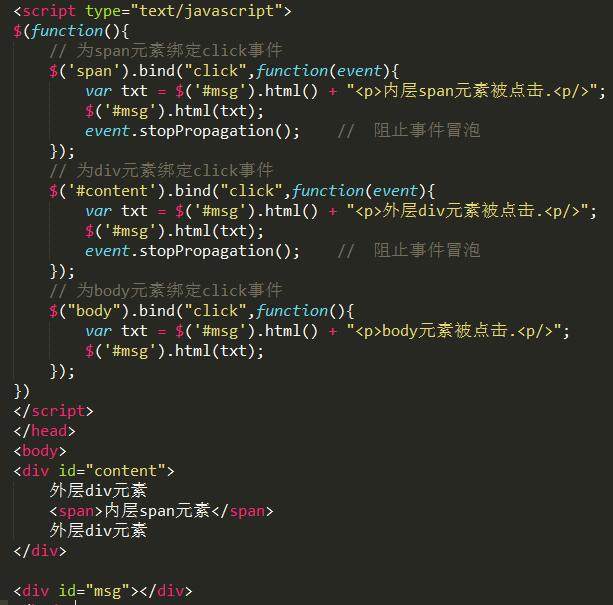 <script type="text/javascript">
$(function(){
    // 为span元素绑定click事件
    $('span').bind("click",function(event){
        var txt = $('#msg').html() + "<p>内层span元素被点击.<p/>";
        $('#msg').html(txt);
        event.stopPropagation();    //  阻止事件冒泡
    });
    // 为div元素绑定click事件
    $('#content').bind("click",function(event){
        var txt = $('#msg').html() + "<p>外层div元素被点击.<p/>";
        $('#msg').html(txt);
        event.stopPropagation();    //  阻止事件冒泡
    });
    // 为body元素绑定click事件
    $("body").bind("click",function(){
        var txt = $('#msg').html() + "<p>body元素被点击.<p/>";
        $('#msg').html(txt);
    });
})
</script>
</head>
<body>
<div id="content">
    外层div元素
    <span>内层span元素</span>
    外层div元素
</div>

<div id="msg"></div>